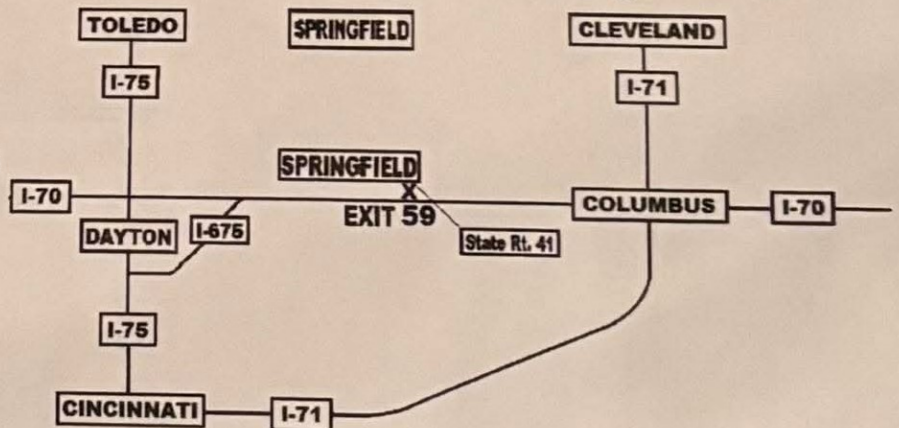 TOLEDO
SPRINGFIELD
CLEVELAND
I-75
I-71
SPRINGFIELD
I-70
X
EXIT 59
COLUMBUS
I-70
DAYTON
I-675
State Rt. 41
I-75
CINCINNATI
I-71